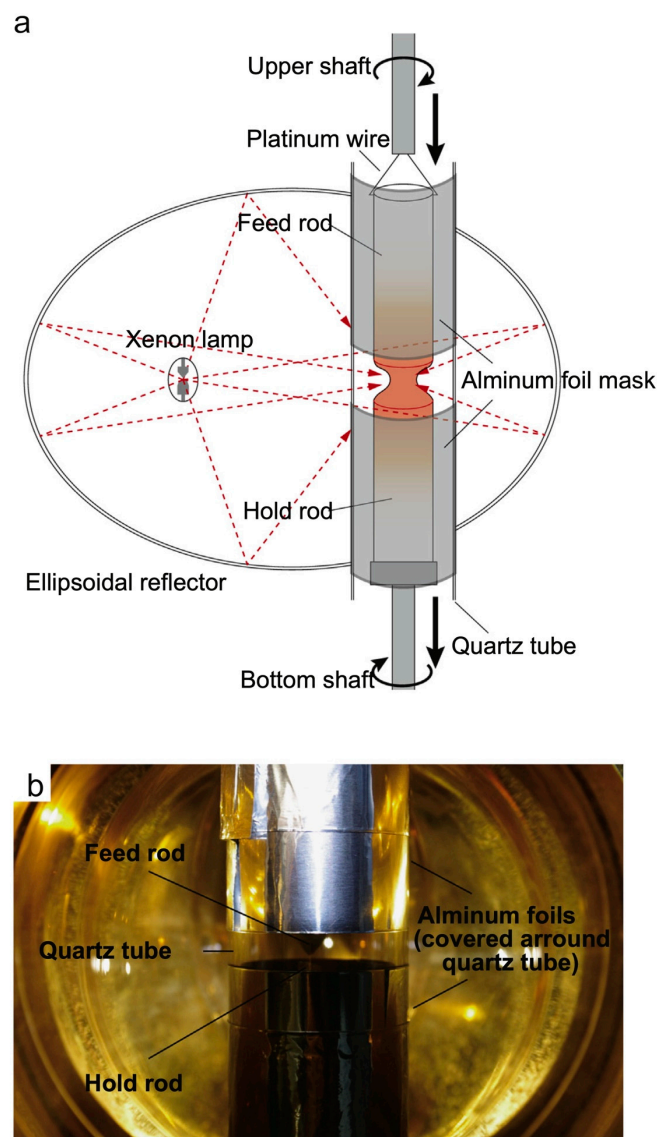 a
Upper shaft
Platinum wire
Feed rod
Xenon lamp
Alminum foil mask
Hold rod
Ellipsoidal reflector
Quartz tube
Bottom shaft
b
Feed rod
Alminum foils
(covered arround
quartz tube)
Quartz tube
Hold rod